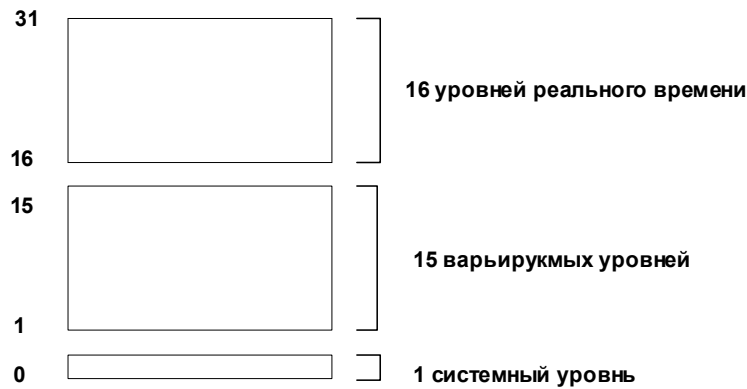 31
16 уровней реального времени
16
15
15 варьирукмых уровней
1
0
1 системный уровнь